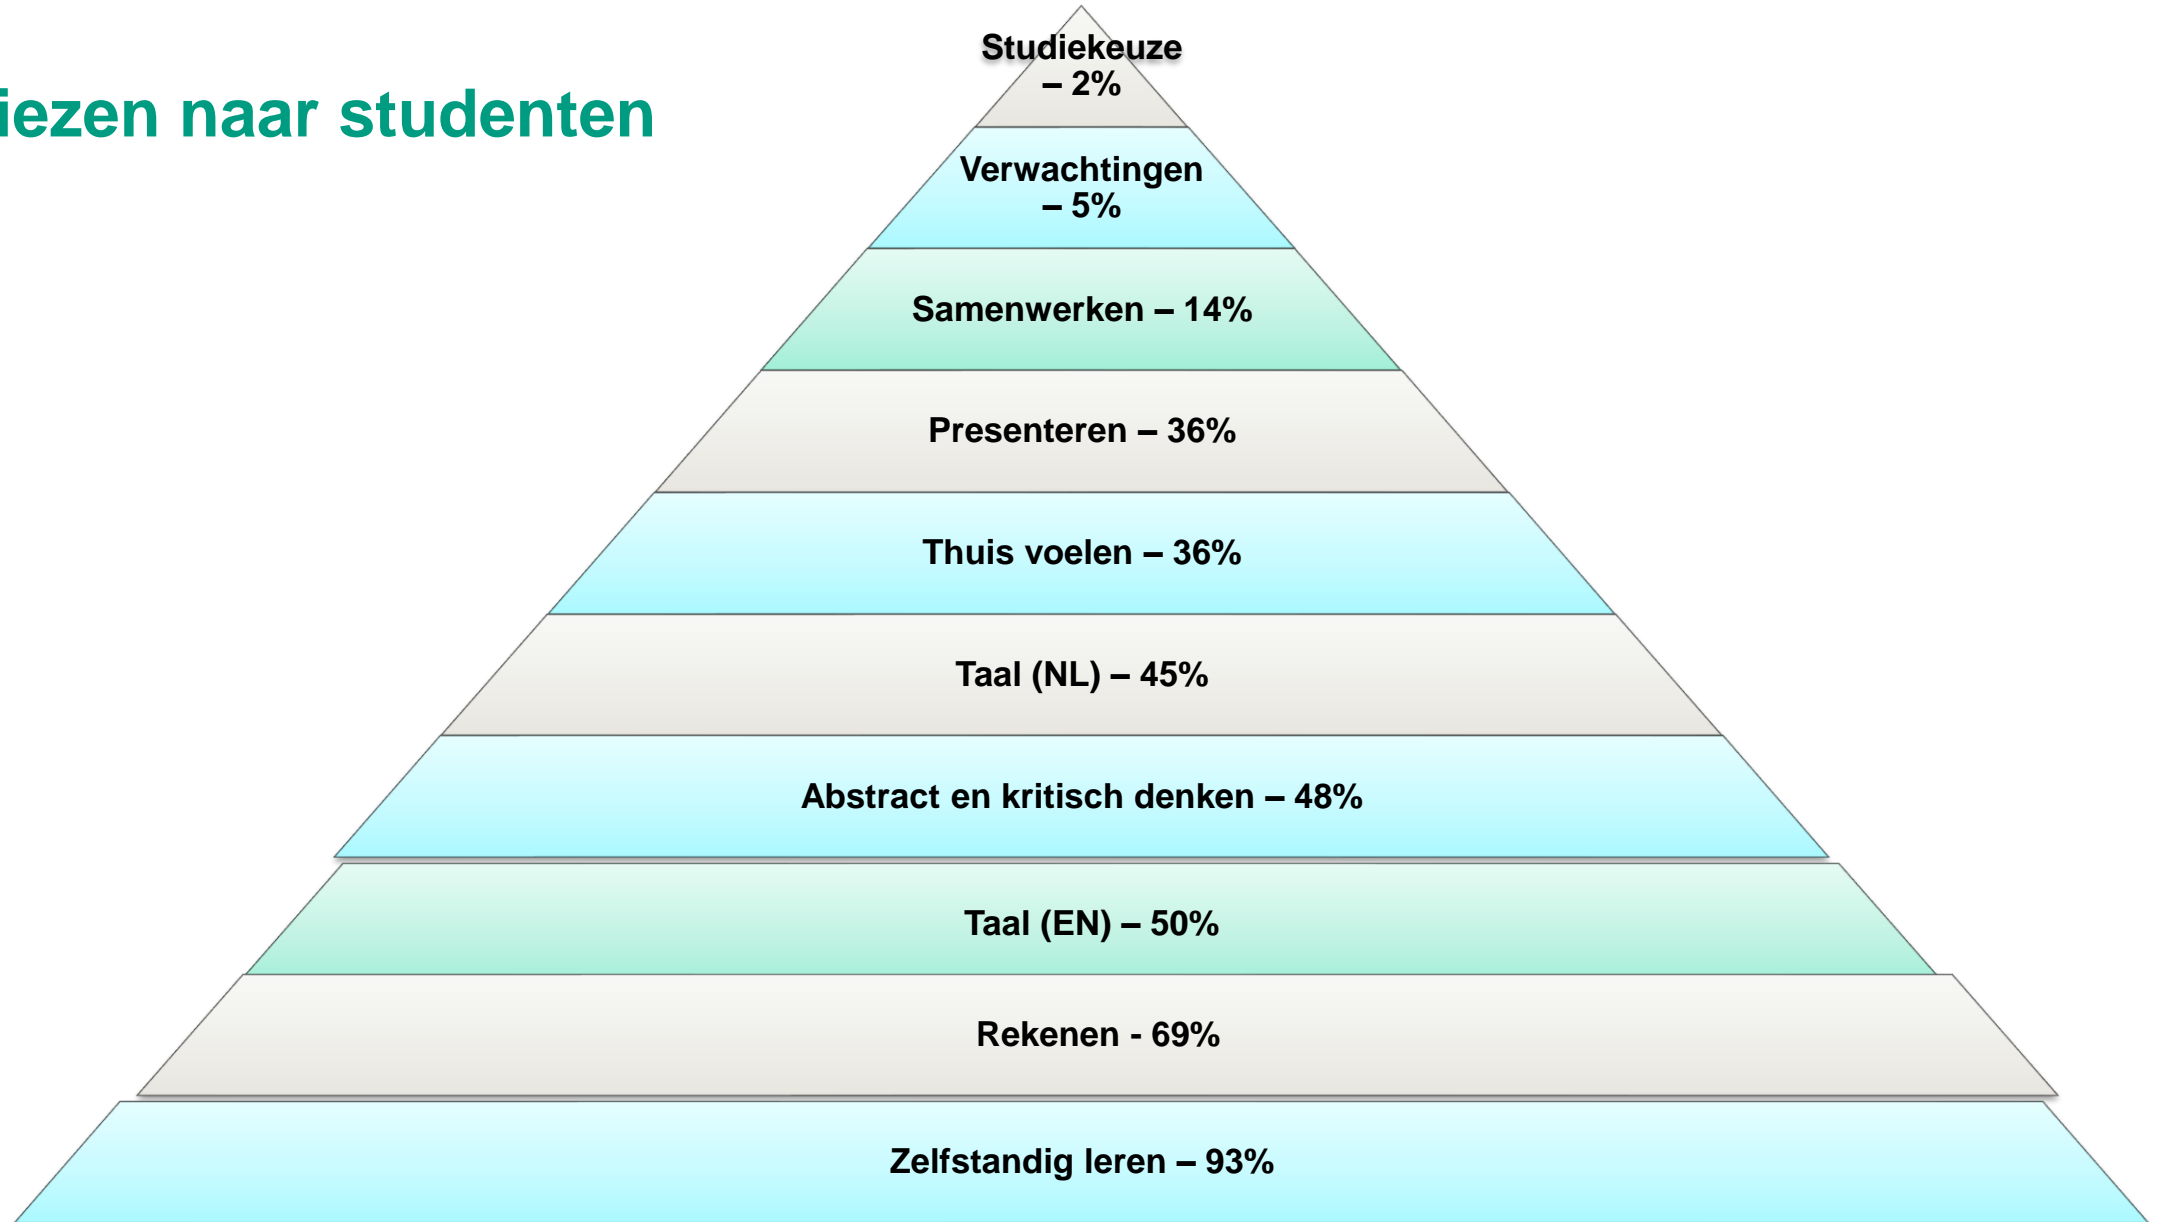 Studiekeuze
– 2%
iezen naar studenten
Verwachtingen
– 5%
Samenwerken – 14%
Presenteren – 36%
Thuis voelen – 36%
Taal (NL) – 45%
Abstract en kritisch denken – 48%
Taal (EN) – 50%
Rekenen - 69%
Zelfstandig leren – 93%